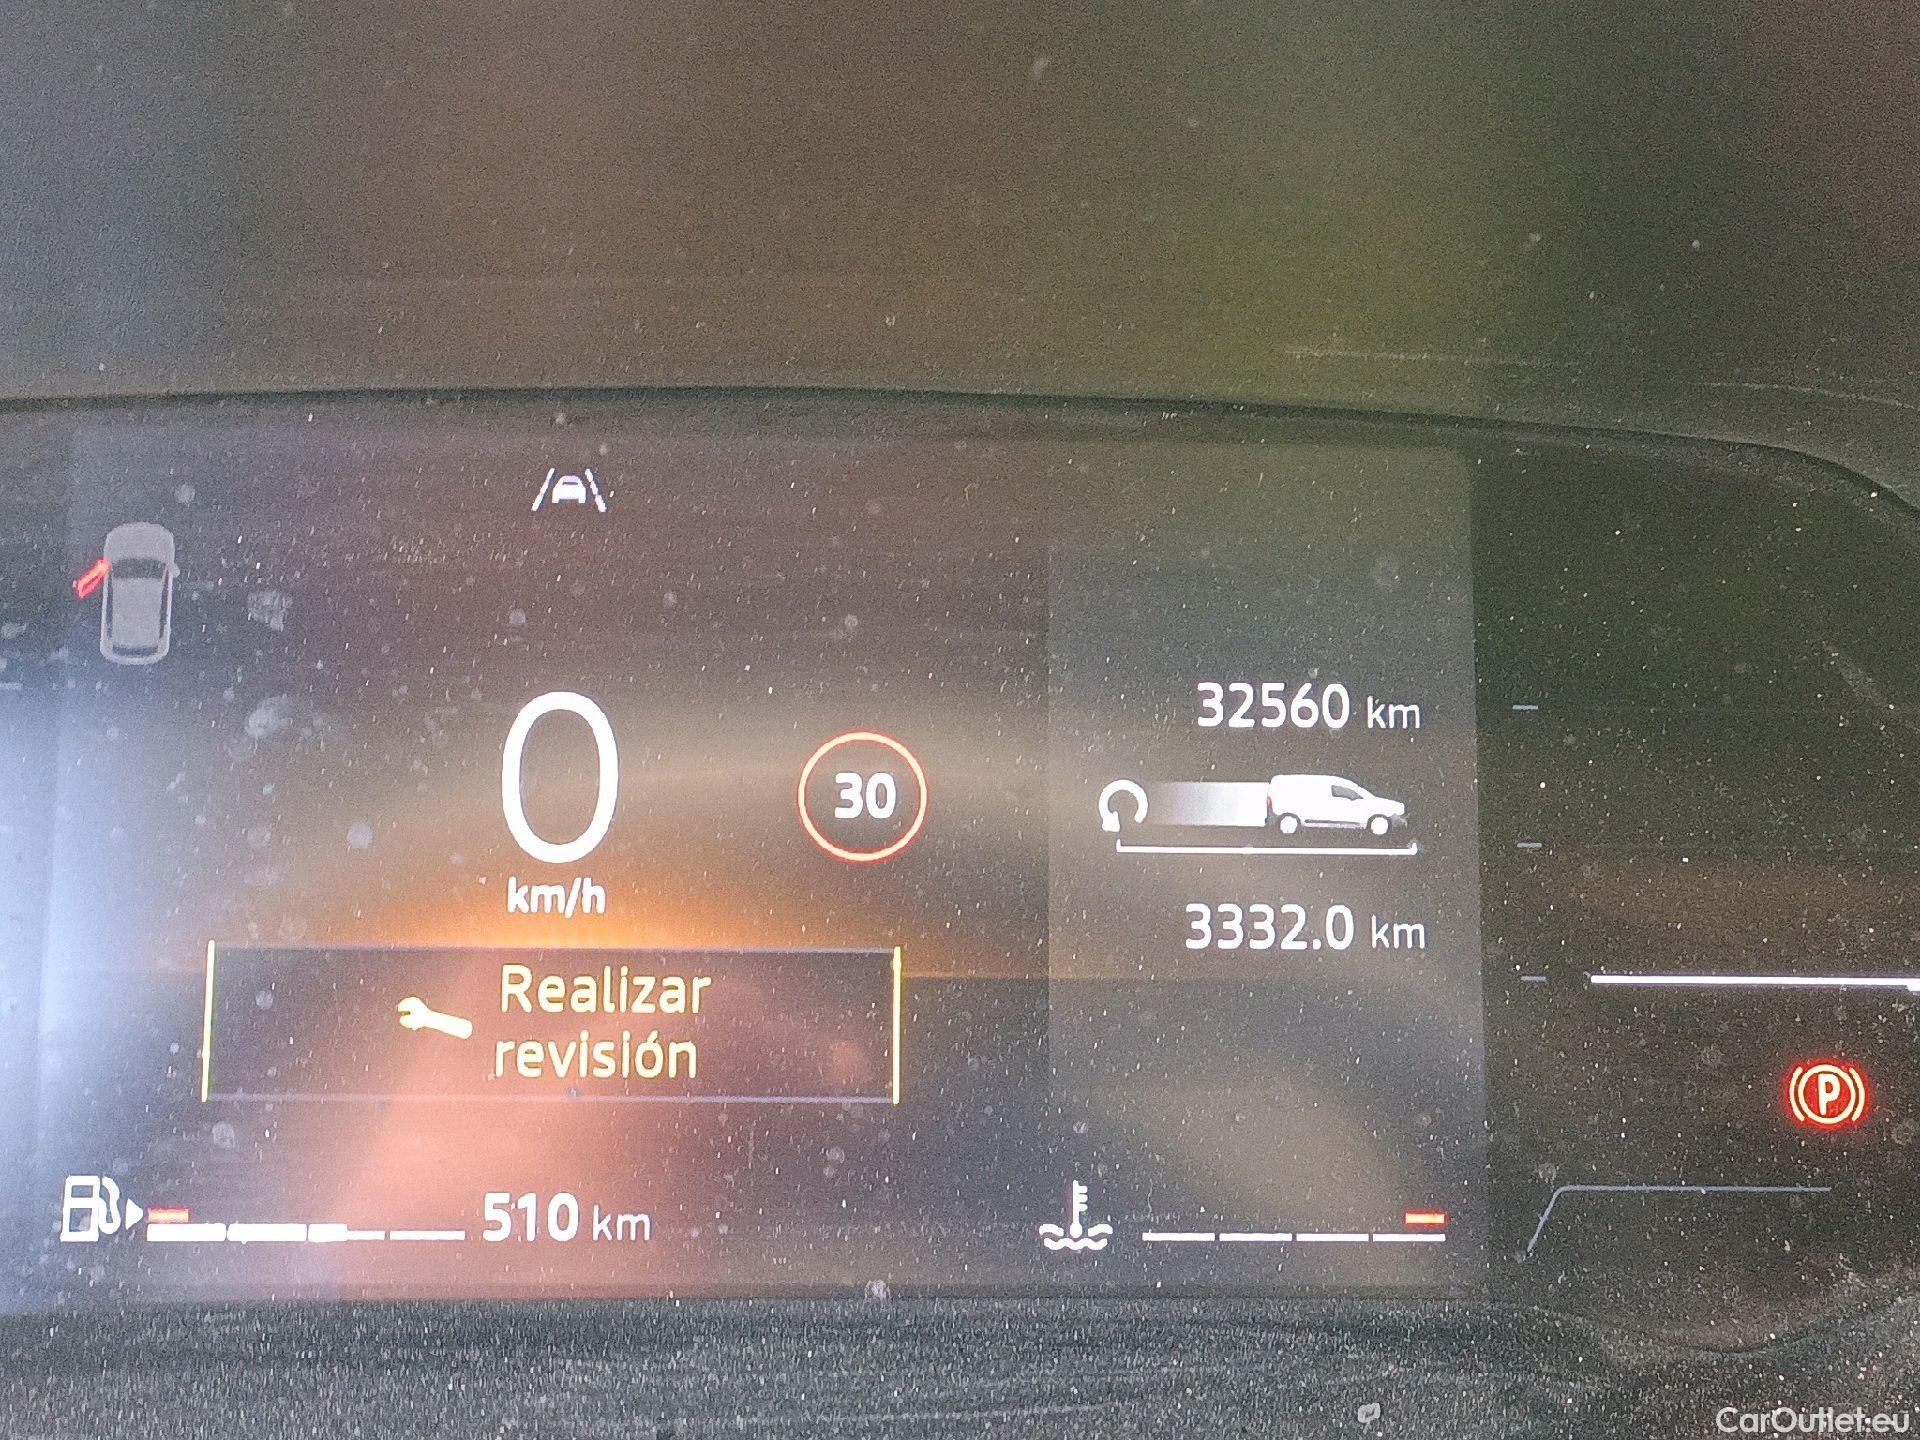 0
km/h
30
32560 km
3332.0 km
Realizar
revisión
510 km
P
CarOutlet.eu